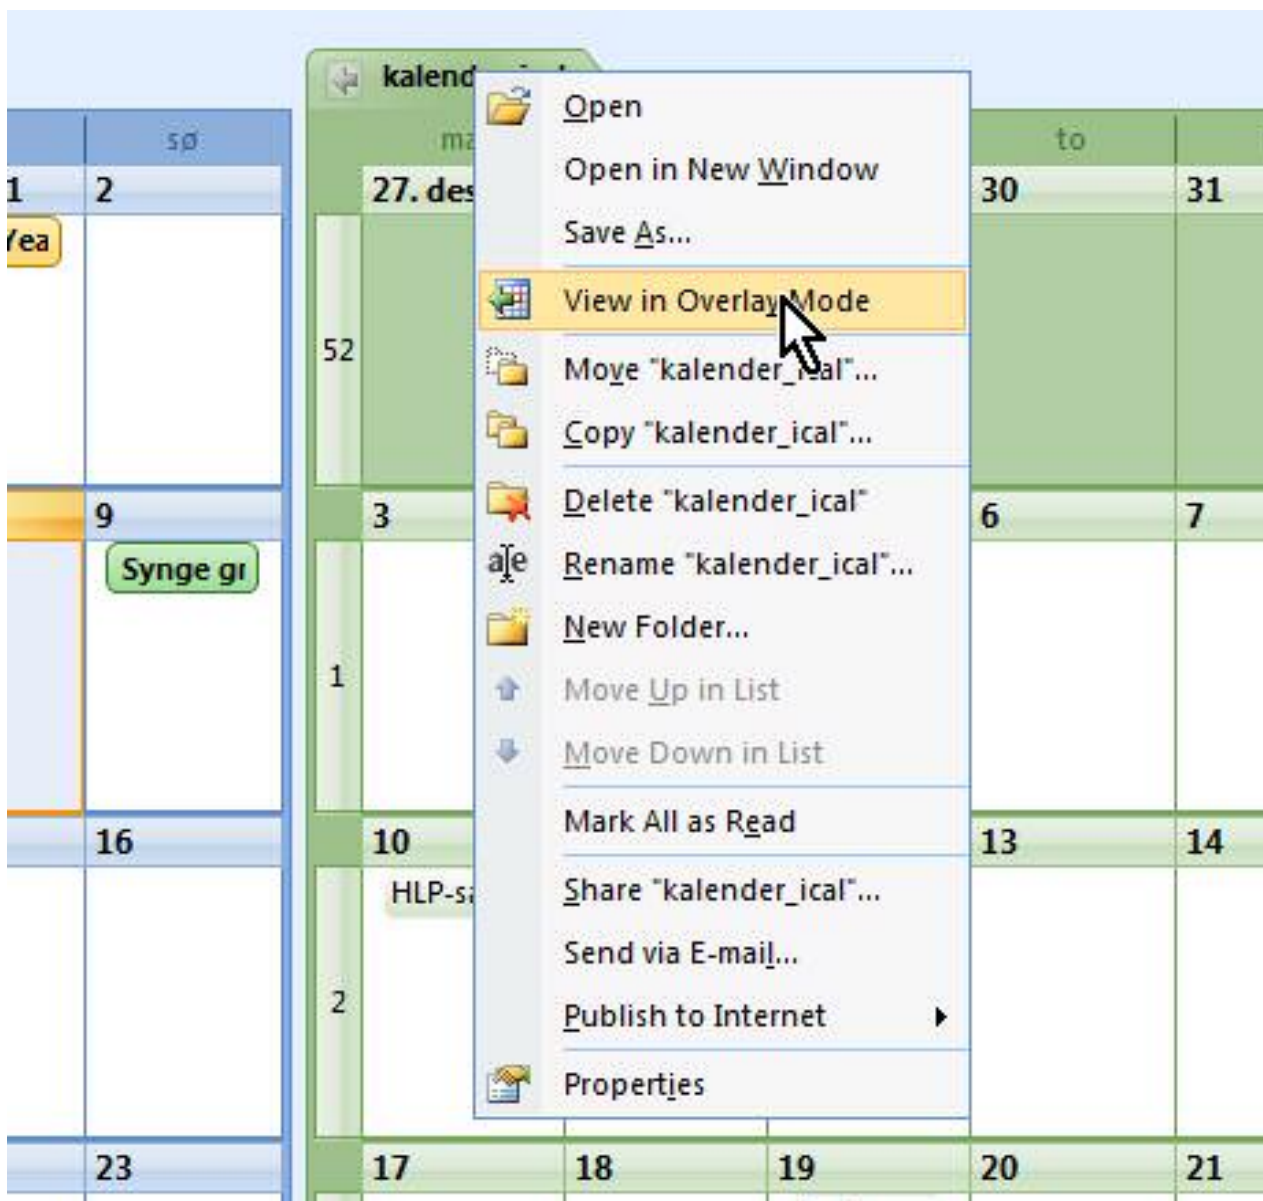 kalend
sø
to
1
2
27. des
30
31
Open
Open in New Window
Save As...
View in Overlay Mode
Move "kalender_ical"...
Copy "kalender_ical"...
Delete "kalender_ical"
Rename "kalender_ical"...
New Folder...
Move Up in List
Move Down in List
Mark All as Read
Share "kalender_ical"...
Send via E-mail...
Publish to Internet
Properties
52
9
3
6
7
Synge gr
1
16
10
13
14
HLP-sa
2
23
17
18
19
20
21